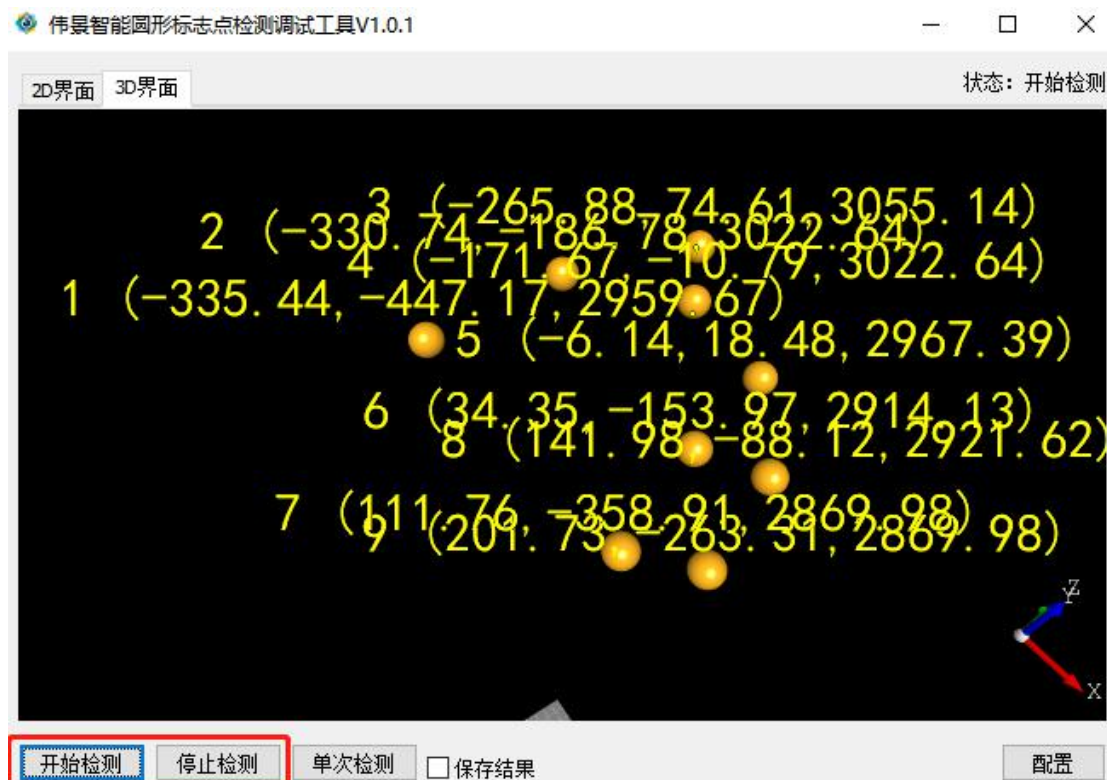 伟景智能圆形标志点检测调试工具V1.0.1
2D界面 3D界面 状态：开始检测
3 (-265.88,74.61,3055.14)
2 (-330.74,-186.78,3022.64)
4 (-171.67,-10.79,3022.64)
1 (-335.44,-447.17,2959.67)
5 (-6.14,18.48,2967.39)
6 (34.35,-153.97,2914.13)
8 (141.98,-88.12,2921.62)
7 (111.76,-358.91,2869.98)
9 (201.73,-263.31,2869.98)
Z
Y
X
开始检测 停止检测 单次检测 保存结果 配置